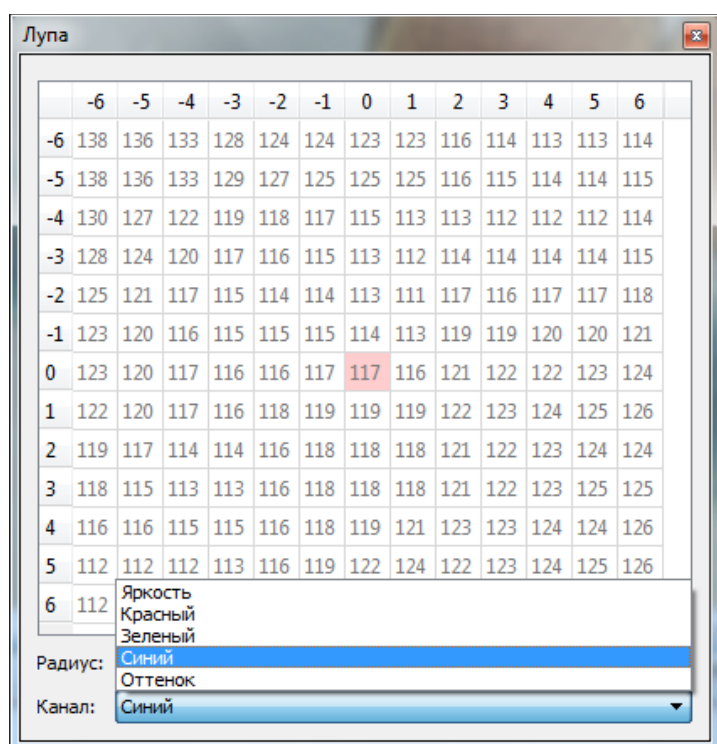 Лупа
-6 -5 -4 -3 -2 -1 0 1 2 3 4 5 6
-6 138 136 133 128 124 124 123 123 116 114 113 113 114
-5 138 136 133 129 127 125 125 125 116 115 114 114 115
-4 130 127 122 119 118 117 115 113 113 112 112 112 114
-3 128 124 120 117 116 115 113 112 114 114 114 114 115
-2 125 121 117 115 114 114 113 111 117 116 117 117 118
-1 123 120 116 115 115 115 114 113 119 119 120 120 121
0 123 120 117 116 116 117 117 116 121 122 122 123 124
1 122 120 117 116 118 119 119 119 122 123 124 125 126
2 119 117 114 114 116 118 118 118 121 122 123 124 124
3 118 115 113 113 116 118 118 118 121 122 123 125 125
4 116 116 115 115 116 118 119 121 123 123 124 124 126
5 112 112 112 113 116 119 122 124 122 123 124 125 126
6 112
Яркость
Красный
Зеленый
Радиус: Синий
Оттенок
Канал: Синий